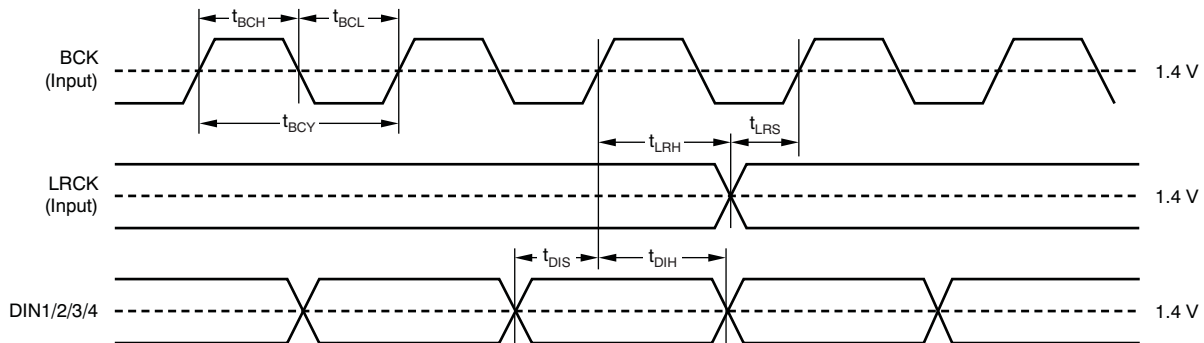 tBCH
tBCL
BCK
(Input)
1.4 V
tBCY
tLRH
tLRS
LRCK
(Input)
1.4 V
tDIS
tDIH
DIN1/2/3/4
1.4 V